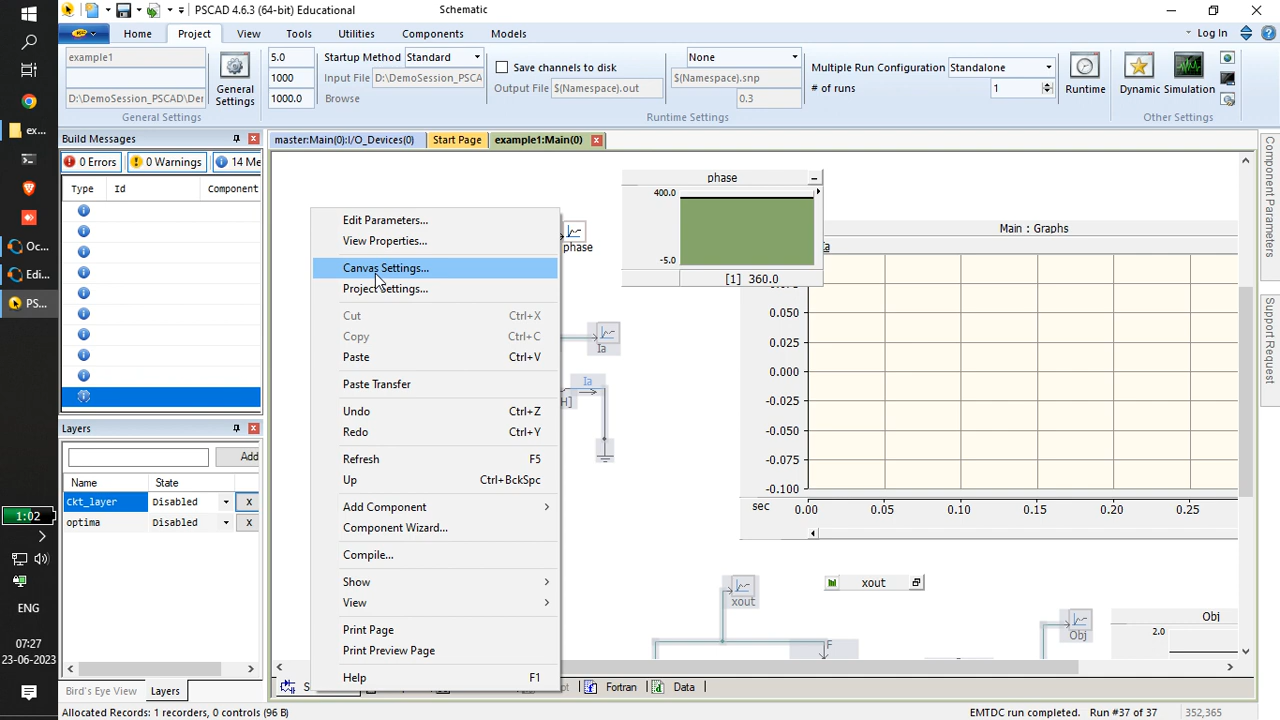 PSCAD 4.6.3 (64-bit) Educational
Schematic
Home
Project
View
Tools
Utilities
Components
Models
Log In
example1
D:\DemoSession_PSCAD\Der
General
Settings
General Settings
5.0
1000
1000.0
Startup Method
Standard
Input File
D:\DemoSession_PSCA
Browse
Save channels to disk
Output File
$(Namespace).out
None
$(Namespace).snp
0.3
Multiple Run Configuration
Standalone
# of runs
1
Runtime Settings
Runtime
Dynamic
Simulation
Other Settings
Build Messages
0 Errors
0 Warnings
14 Me
Type
Id
Component
master:Main(0):I/O_Devices(0)
Start Page
example1:Main(0)
Edit Parameters...
View Properties...
Canvas Settings...
Project Settings...
Cut Ctrl+X
Copy Ctrl+C
Paste Ctrl+V
Paste Transfer
Undo Ctrl+Z
Redo Ctrl+Y
Refresh F5
Up Ctrl+BckSpc
Add Component
Component Wizard...
Compile...
Show
View
Print Page
Print Preview Page
Help F1
phase
phase
400.0
-5.0
[1] 360.0
Main : Graphs
Ia
0.050
0.025
0.000
-0.025
-0.050
-0.075
-0.100
sec
0.00
0.05
0.10
0.15
0.20
0.25
Ia
Ia
H]
xout
xout
F
Obj
Obj
2.0
Layers
Add
Name
State
Ckt_layer
Disabled
X
optima
Disabled
X
Bird's Eye View
Layers
S
Fortran
Data
Component Parameters
Support Request
ex...
Oc...
Edi...
PS...
1:02
ENG
07:27
23-06-2023
Allocated Records: 1 recorders, 0 controls (96 B)
EMTDC run completed.
Run #37 of 37
352,365